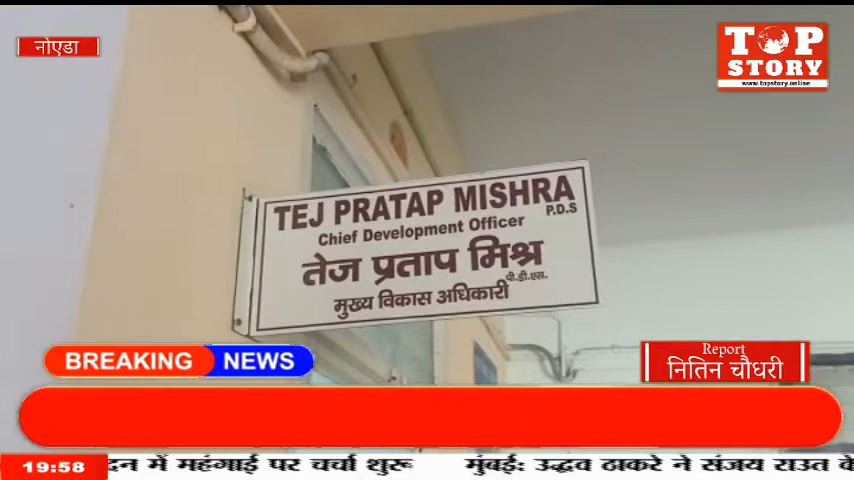 नोएडा
TOP
STORY
www.topstory.online
TEJ PRATAP MISHRA
P.D.S
Chief Development Officer
तेज प्रताप मिश्र
पी.डी.एस.
मुख्य विकास अधिकारी
BREAKING NEWS
Report
नितिन चौधरी
19:58 में महंगाई पर चर्चा शुरू मुंबई: उद्धव ठाकरे ने संजय राउत के